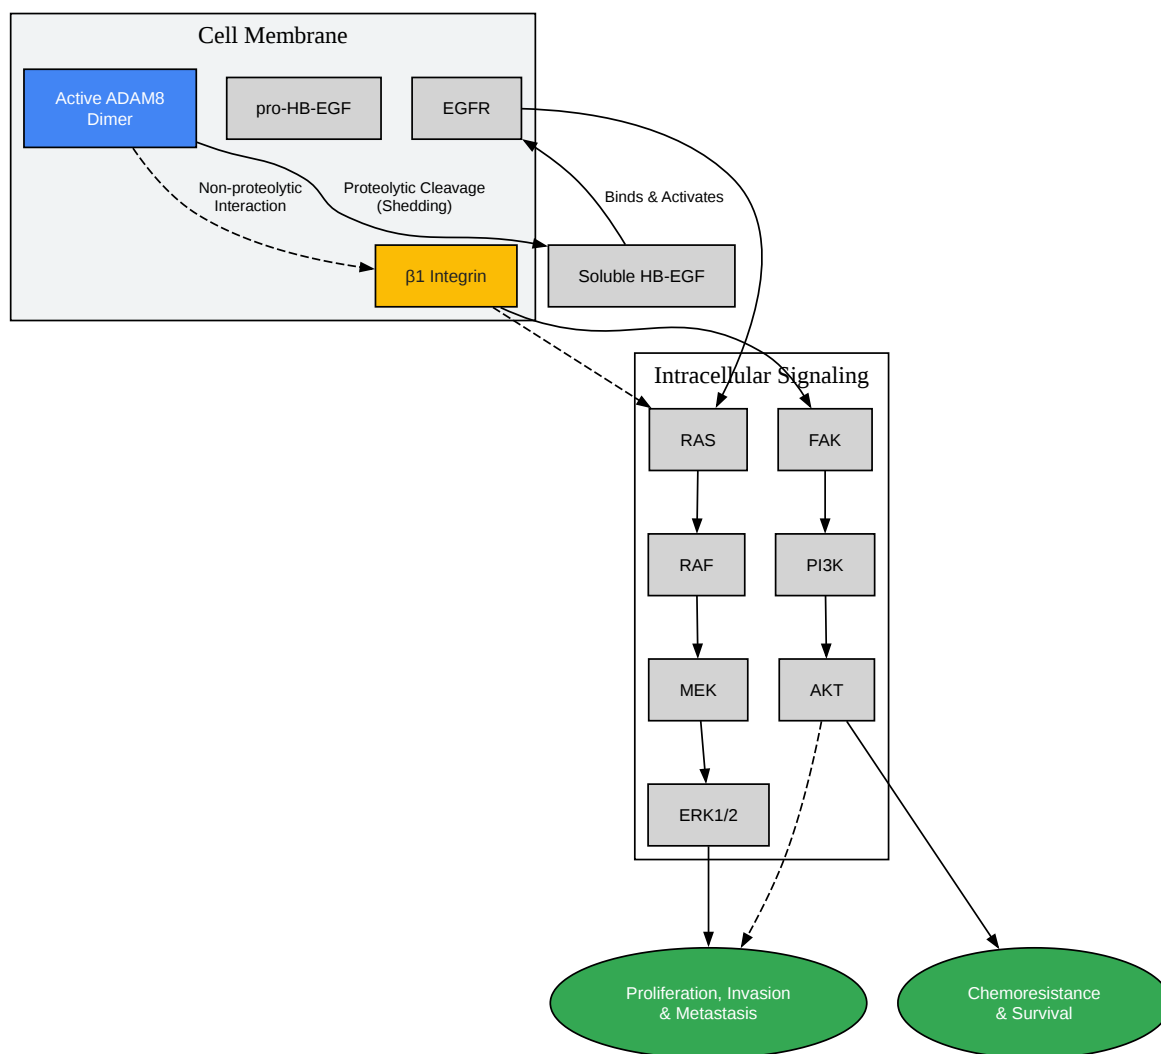 Cell Membrane
Active ADAM8
Dimer
pro-HB-EGF
EGFR
Non-proteolytic
Interaction
Proteolytic Cleavage
(Shedding)
Binds & Activates
β1 Integrin
Soluble HB-EGF
Intracellular Signaling
RAS
FAK
RAF
PI3K
MEK
AKT
ERK1/2
Proliferation, Invasion
& Metastasis
Chemoresistance
& Survival